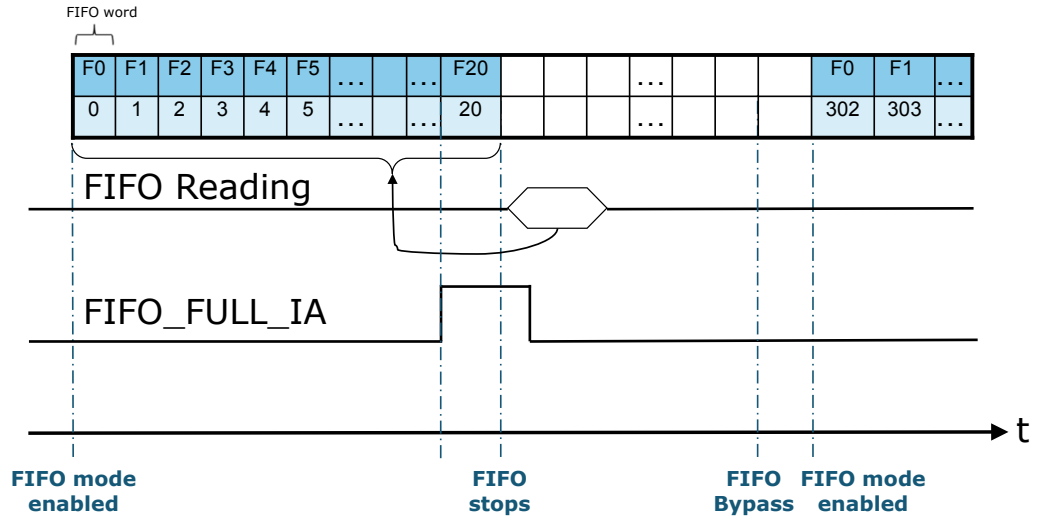 FIFO word
F0 F1 F2 F3 F4 F5 ... ... F20 ... F0 F1 ...
0 1 2 3 4 5 ... ... 20 ... 302 303 ...
FIFO Reading
FIFO_FULL_IA
t
FIFO mode
enabled
FIFO
stops
FIFO
Bypass
FIFO mode
enabled